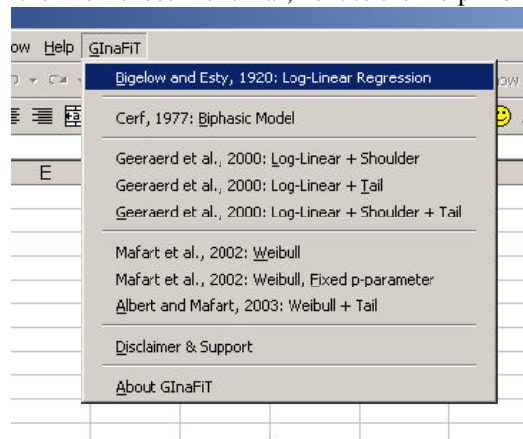 ow Help GInaFiT
Bigelow and Esty, 1920: Log-Linear Regression
Cerf, 1977: Biphasic Model
Geeraerd et al., 2000: Log-Linear + Shoulder
Geeraerd et al., 2000: Log-Linear + Tail
Geeraerd et al., 2000: Log-Linear + Shoulder + Tail
E
Mafart et al., 2002: Weibull
Mafart et al., 2002: Weibull, Fixed p-parameter
Albert and Mafart, 2003: Weibull + Tail
Disclaimer & Support
About GInaFiT